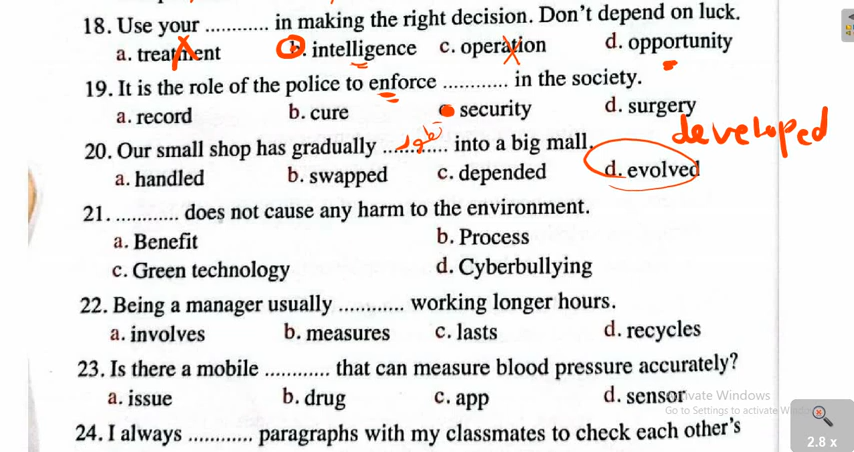 18. Use your ............ in making the right decision. Don't depend on luck.
a. treatment b. intelligence c. operation d. opportunity
19. It is the role of the police to enforce ............ in the society.
a. record b. cure security d. surgery
developed
20. Our small shop has gradually ............ into a big mall.
تطور
a. handled b. swapped c. depended d. evolved
21. ............ does not cause any harm to the environment.
a. Benefit b. Process
c. Green technology d. Cyberbullying
22. Being a manager usually ............ working longer hours.
a. involves b. measures c. lasts d. recycles
23. Is there a mobile ............ that can measure blood pressure accurately?
a. issue b. drug c. app d. sensor
Activate Windows
Go to Settings to activate Wi
24. I always ............ paragraphs with my classmates to check each other's
2.8 x